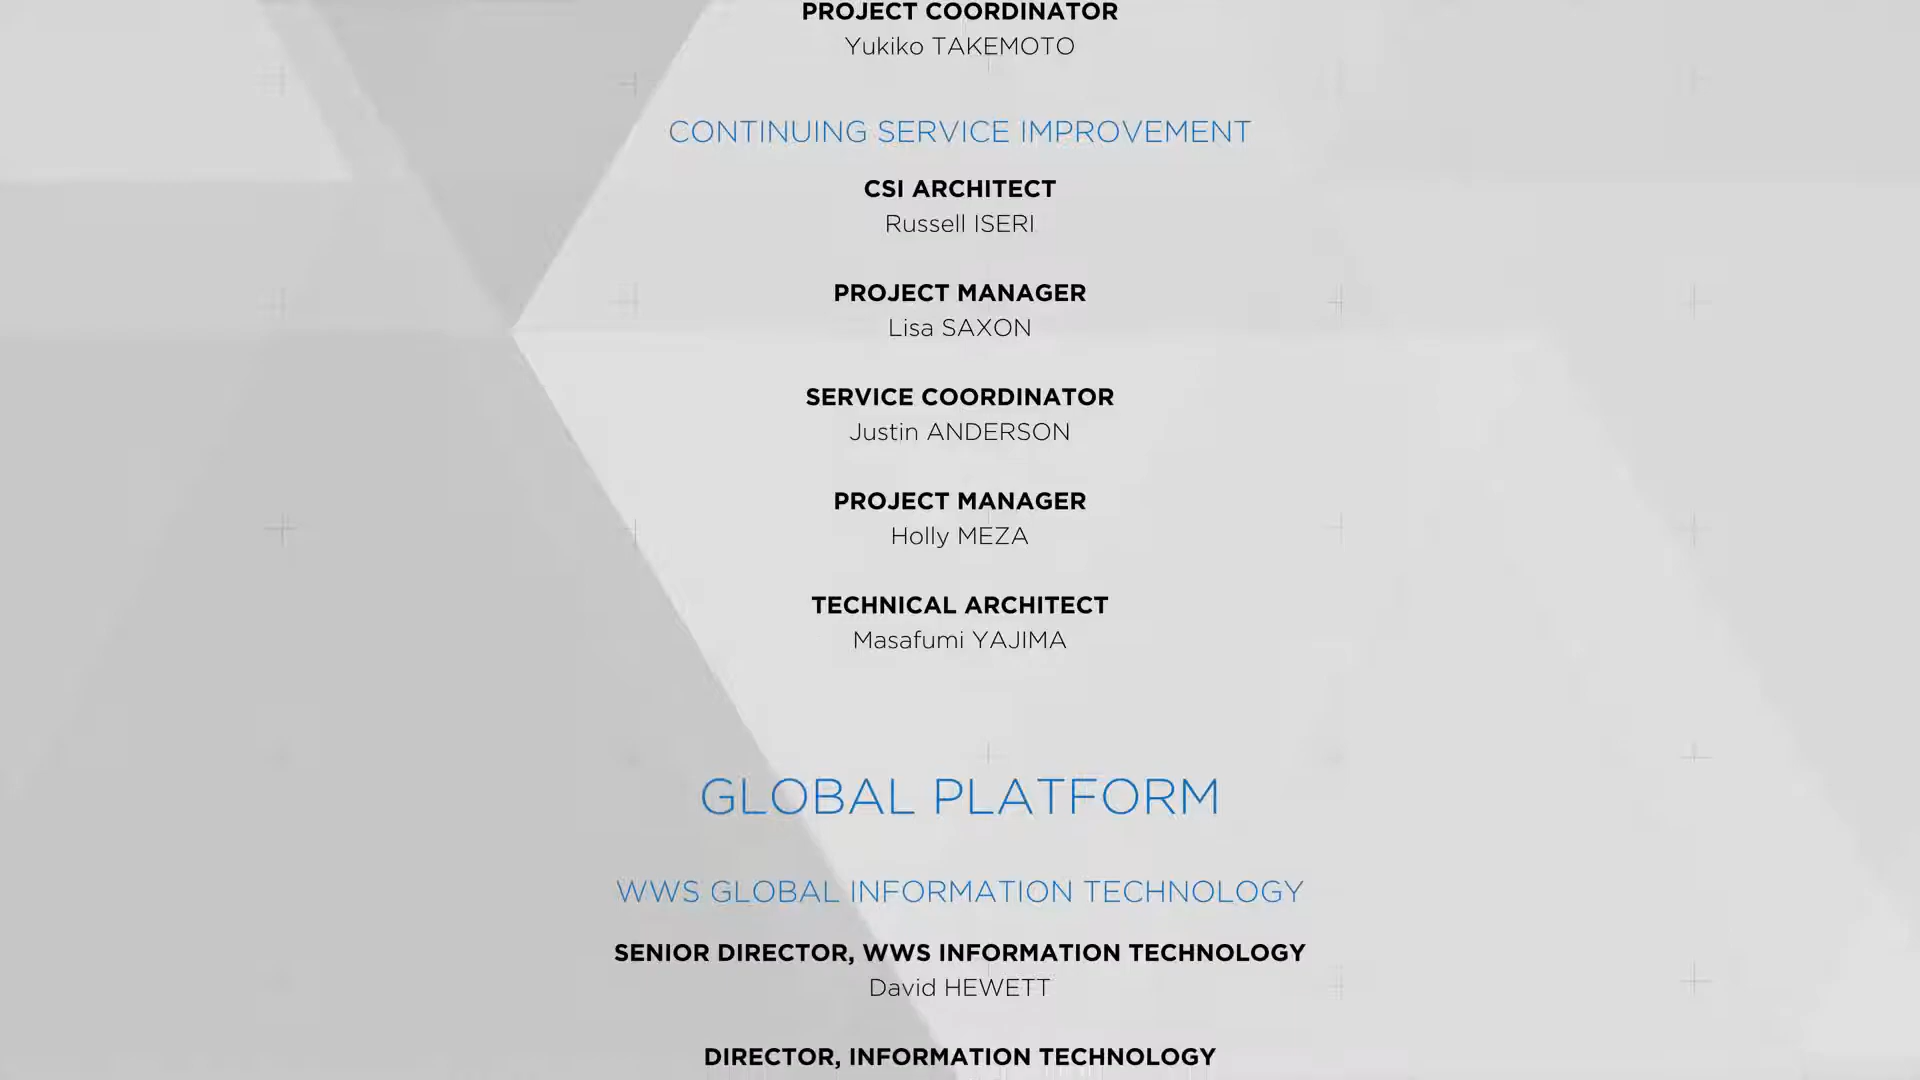 PROJECT COORDINATOR
Yukiko TAKEMOTO
CONTINUING SERVICE IMPROVEMENT
CSI ARCHITECT
Russell ISERI
PROJECT MANAGER
Lisa SAXON
SERVICE COORDINATOR
Justin ANDERSON
PROJECT MANAGER
Holly MEZA
TECHNICAL ARCHITECT
Masafumi YAJIMA
GLOBAL PLATFORM
WWS GLOBAL INFORMATION TECHNOLOGY
SENIOR DIRECTOR, WWS INFORMATION TECHNOLOGY
David HEWETT
DIRECTOR, INFORMATION TECHNOLOGY